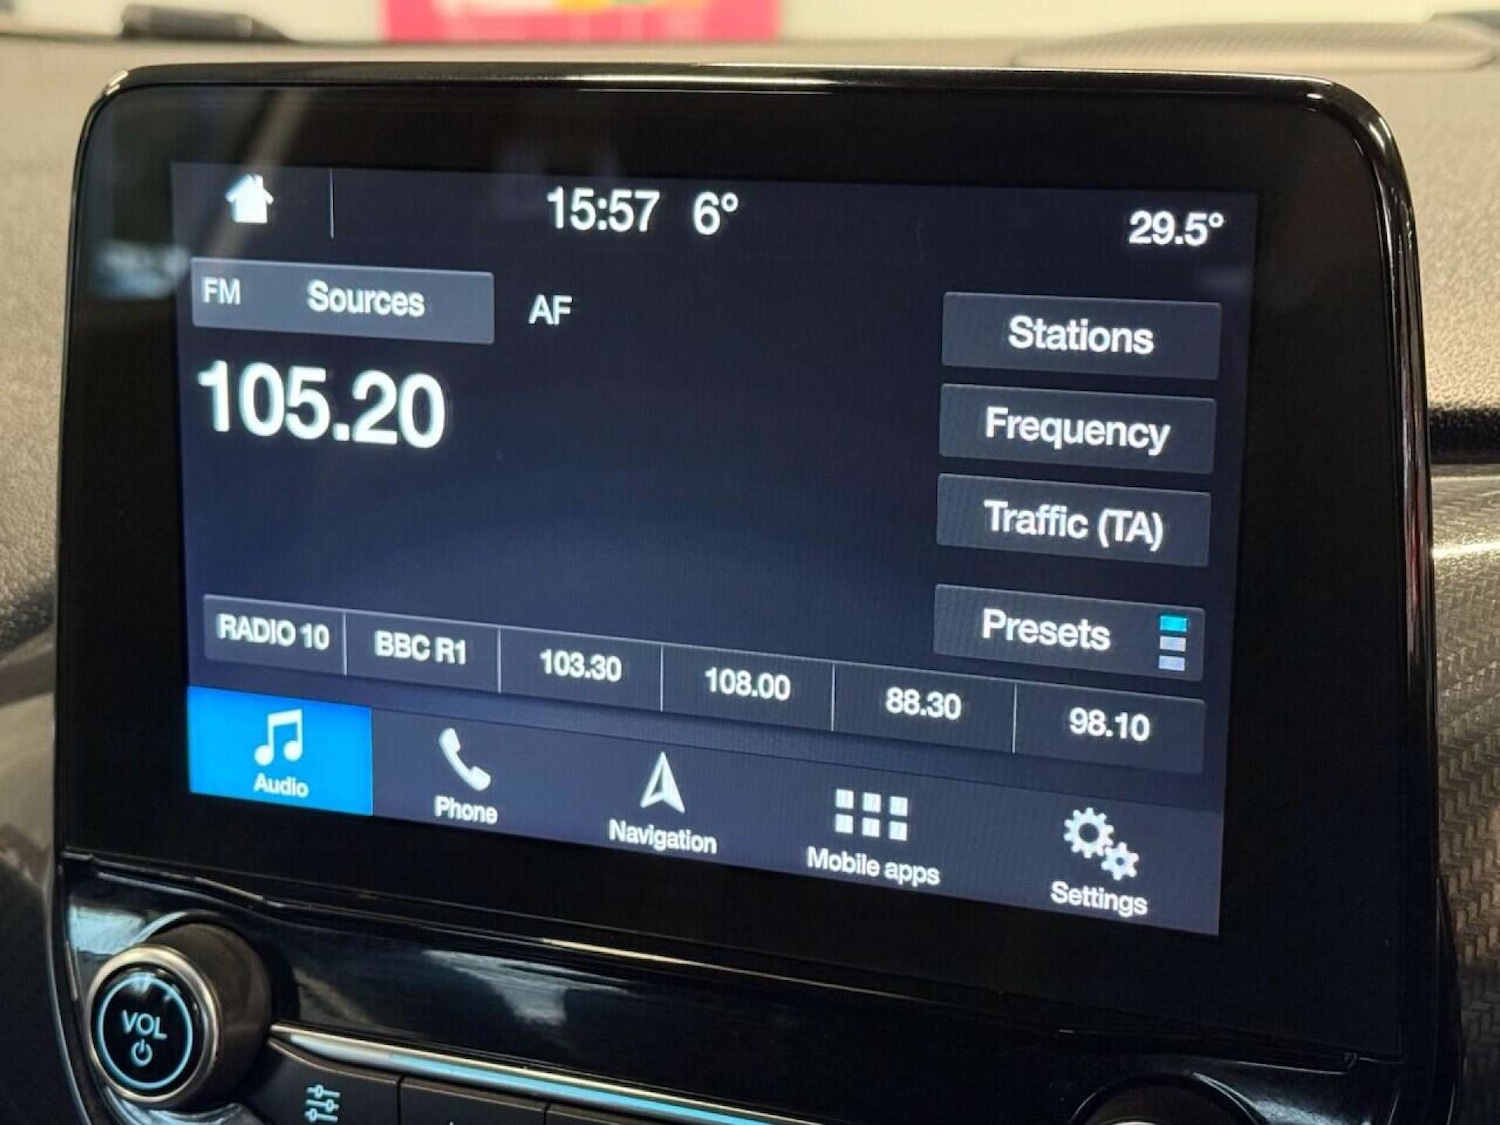 15:57 6° 29.5°
FM Sources AF
Stations
105.20
Frequency
Traffic (TA)
Presets
RADIO 10 BBC R1 103.30 108.00 88.30 98.10
Audio Phone Navigation Mobile apps Settings
VOL